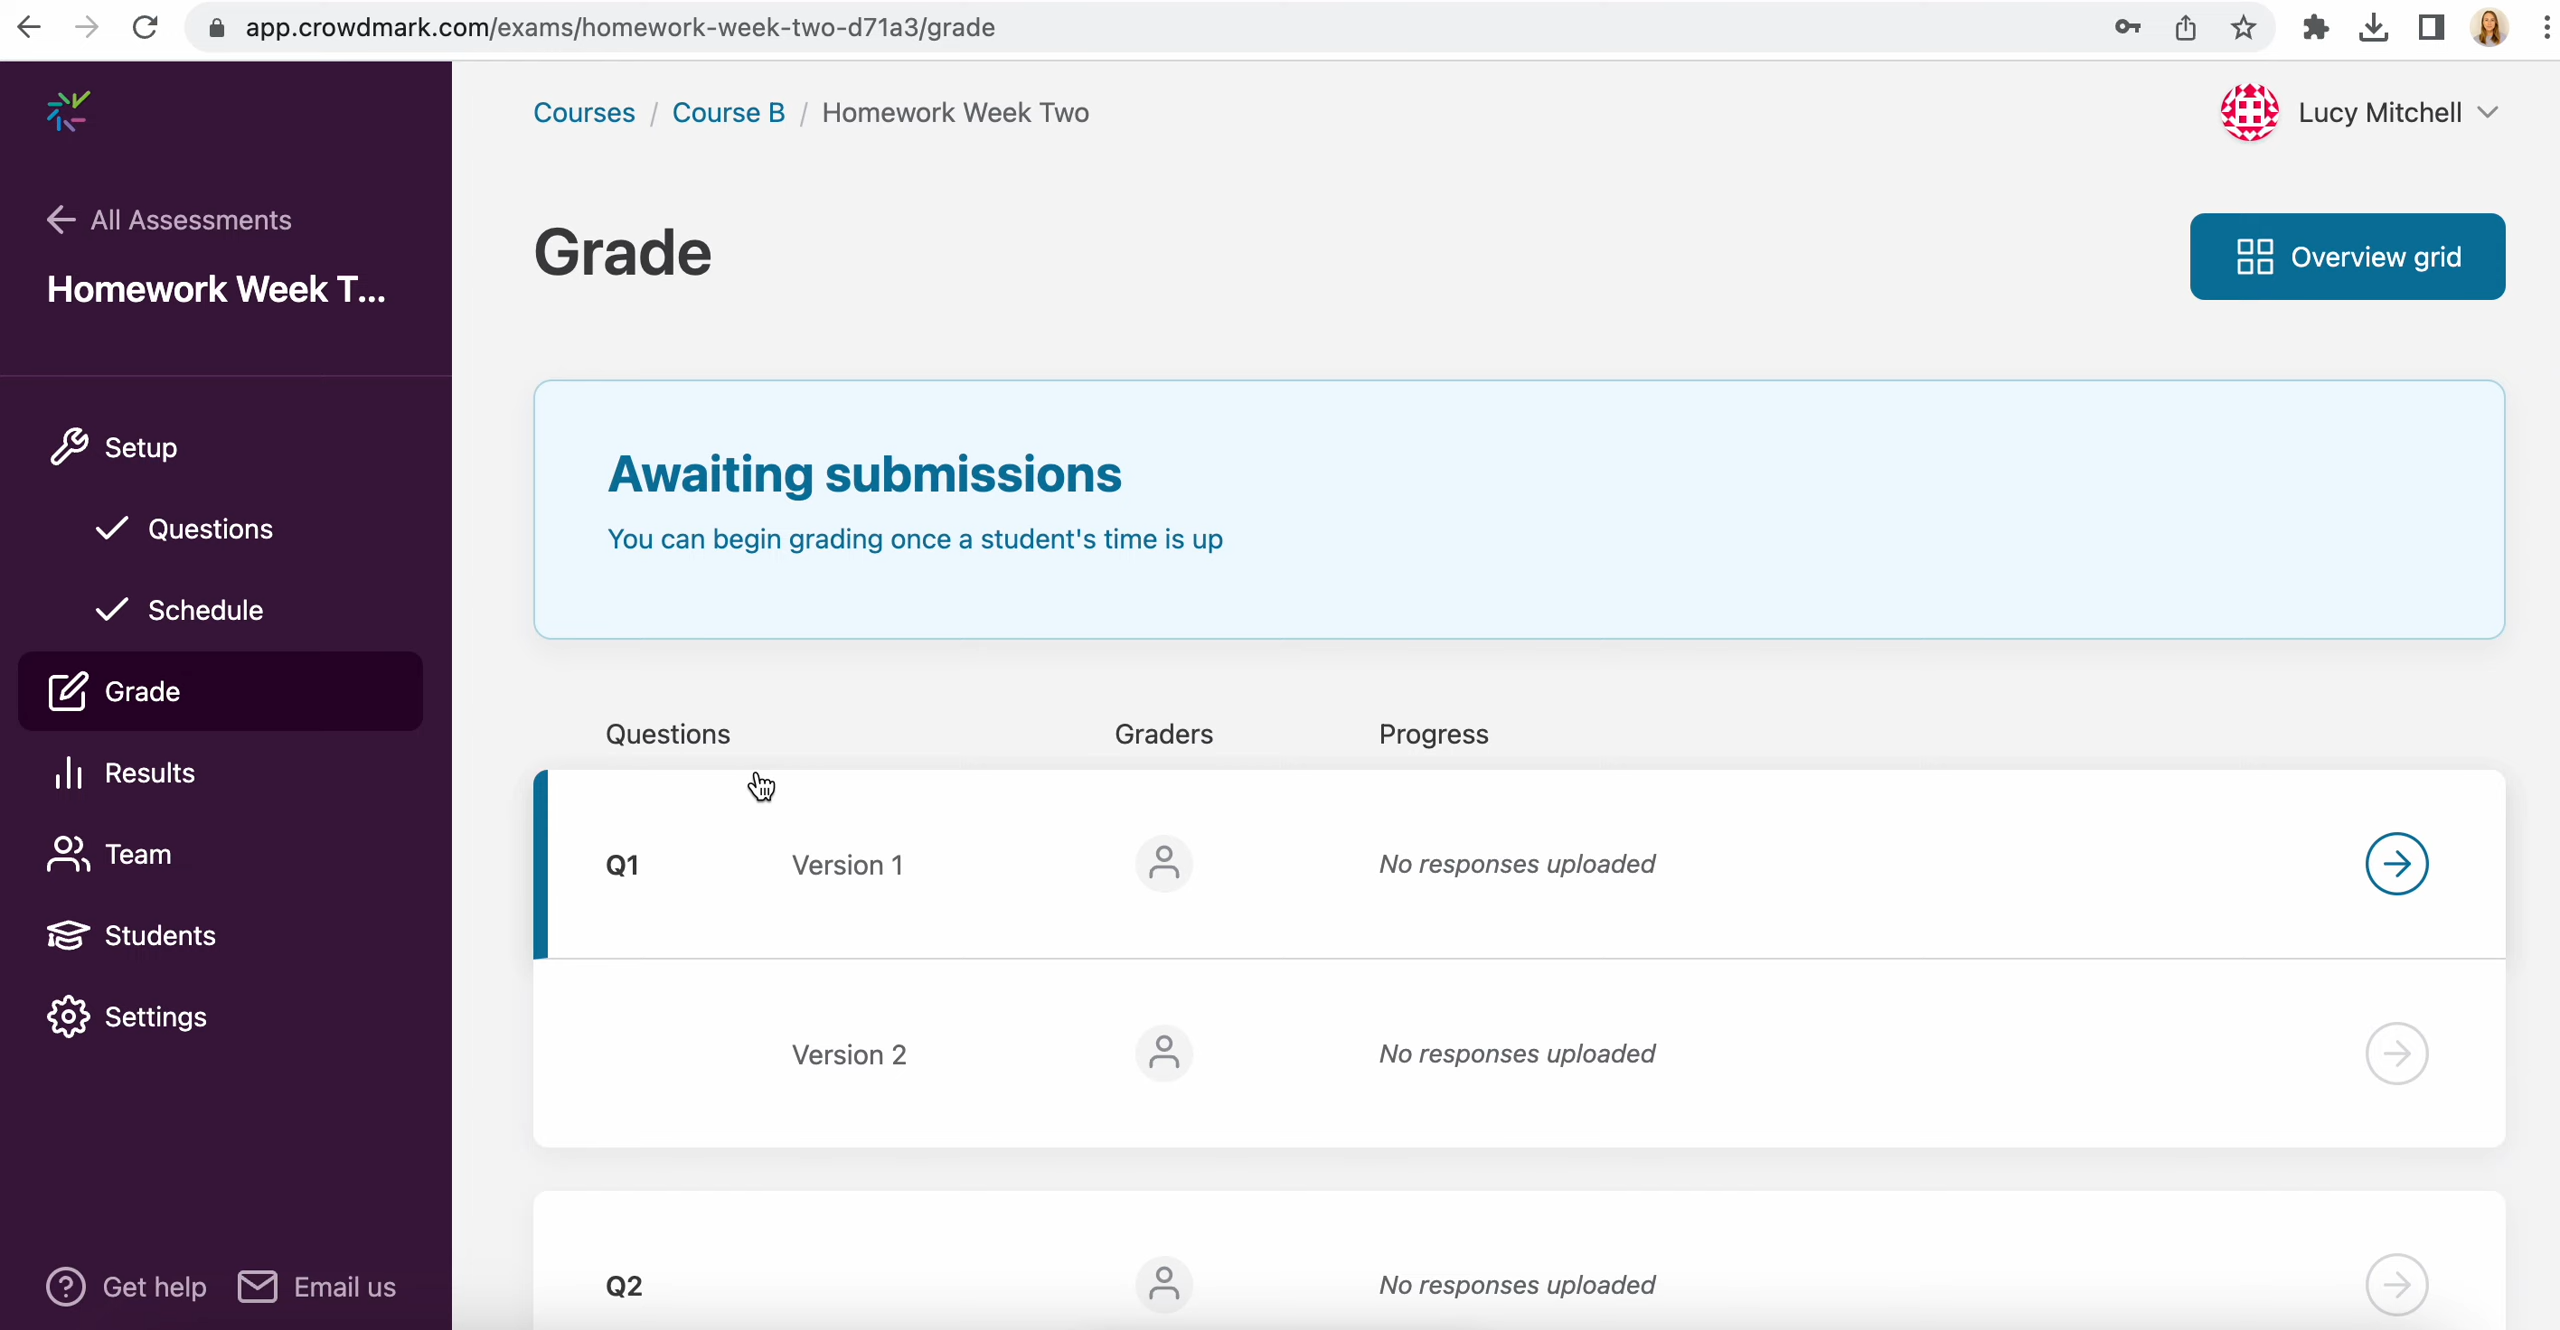 app.crowdmark.com/exams/homework-week-two-d71a3/grade
Courses / Course B / Homework Week Two
Lucy Mitchell
All Assessments
Homework Week T...
Grade
Overview grid
Awaiting submissions
You can begin grading once a student's time is up
Setup
Questions
Schedule
Grade
Results
Team
Students
Settings
Get help
Email us
Questions Graders Progress
Q1 Version 1 No responses uploaded
Version 2 No responses uploaded
Q2 No responses uploaded